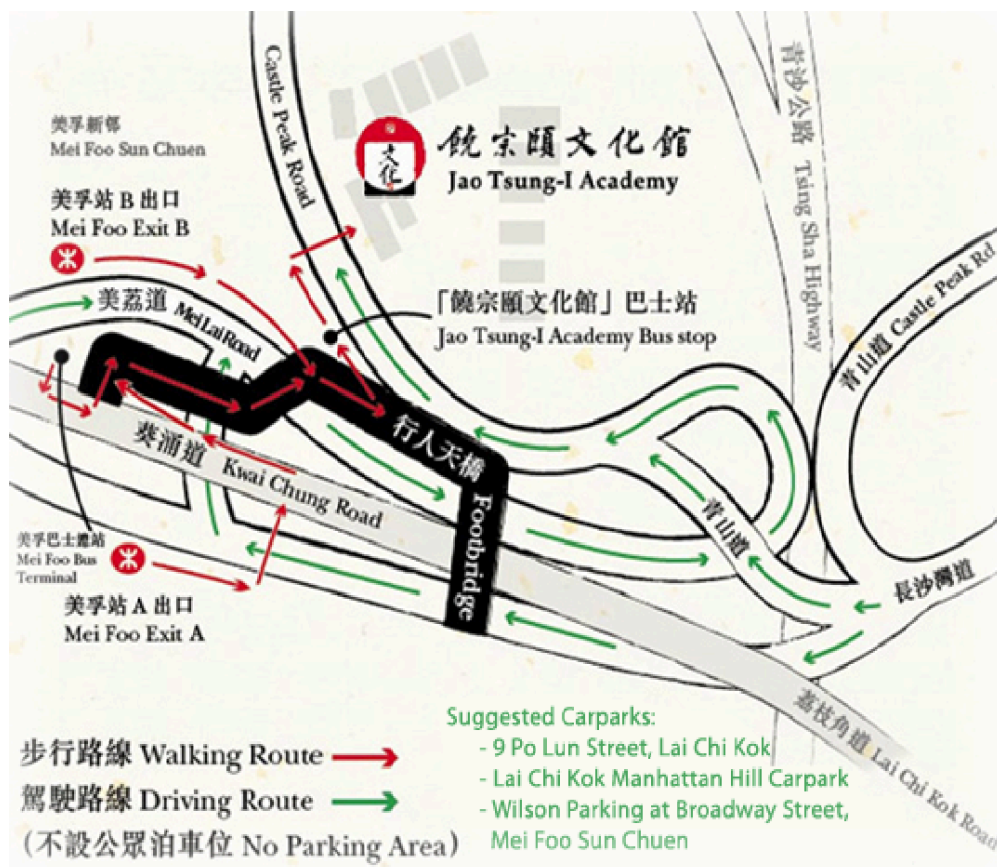 Castle Peak Road
青沙公路 Tsing Sha Highway
美孚新邨
Mei Foo Sun Chuen
文化
饒宗頤文化館
Jao Tsung-I Academy
美孚站 B 出口
Mei Foo Exit B
美荔道 Mei Lai Road
「饒宗頤文化館」巴士站
Jao Tsung-I Academy Bus stop
青山道 Castle Peak Rd
行人天橋 Footbridge
葵涌道 Kwai Chung Road
青山道
長沙灣道
美孚巴士總站
Mei Foo Bus
Terminal
美孚站 A 出口
Mei Foo Exit A
荔枝角道 Lai Chi Kok Road
步行路線 Walking Route
駕駛路線 Driving Route
(不設公眾泊車位 No Parking Area)
Suggested Carparks:
- 9 Po Lun Street, Lai Chi Kok
- Lai Chi Kok Manhattan Hill Carpark
- Wilson Parking at Broadway Street,
Mei Foo Sun Chuen